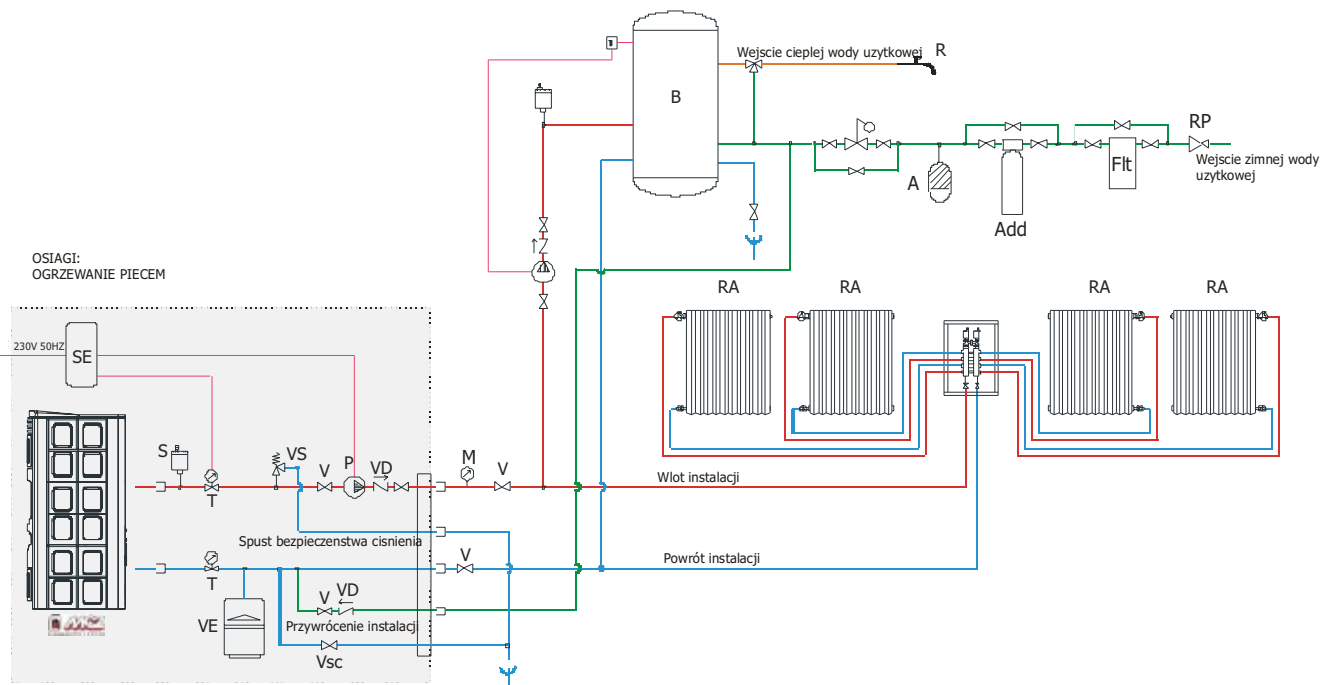 Wejscie cieplej wody uzytkowej
R
B
RP
Wejscie zimnej wody
uzytkowej
A
Flt
Add
OSIAGI:
OGRZEWANIE PIECEM
RA
RA
RA
RA
230V 50HZ
SE
S
VS
V
P
VD
M
V
T
Wlot instalacji
Spust bezpieczenstwa cisnienia
V
Powrót instalacji
T
V
VD
VE
Przywrócenie instalacji
Vsc
MCZ